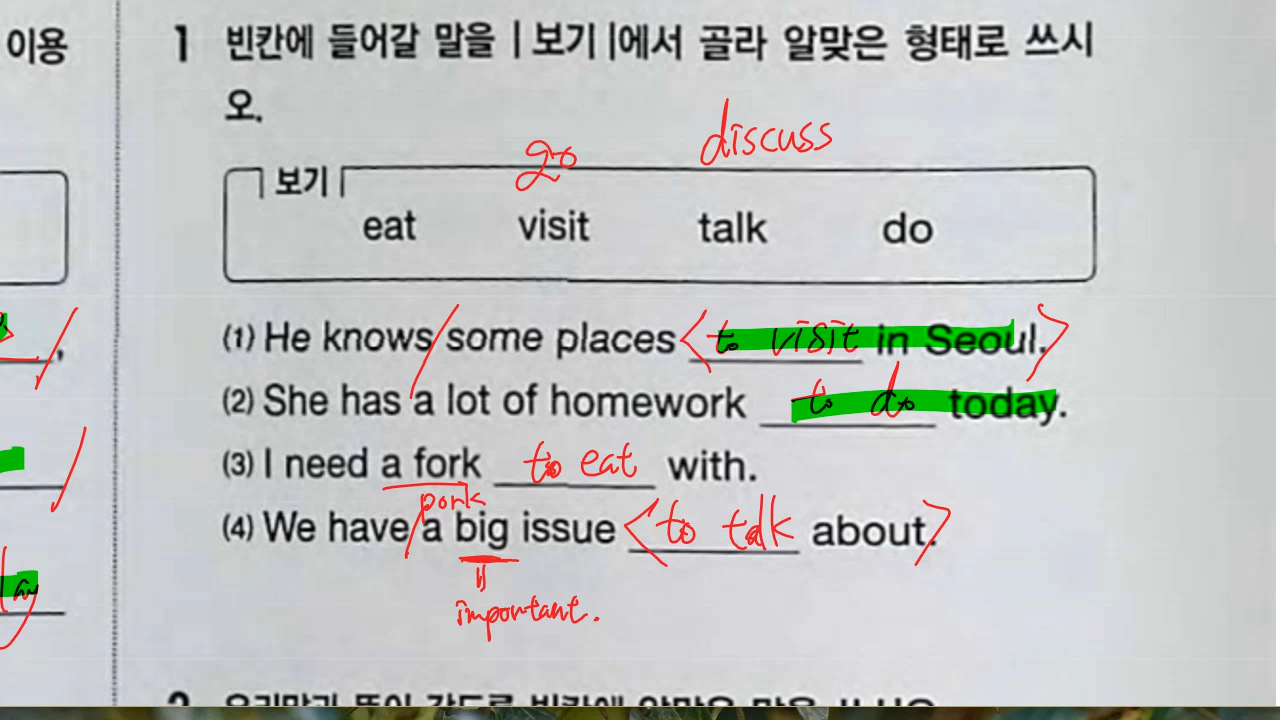 이용
1 빈칸에 들어갈 말을 |보기|에서 골라 알맞은 형태로 쓰시
오.
go discuss
보기
eat visit talk do
(1) He knows some places to visit in Seoul.
(2) She has a lot of homework to do today.
(3) I need a fork to eat with.
pork
(4) We have a big issue to talk about.
important.